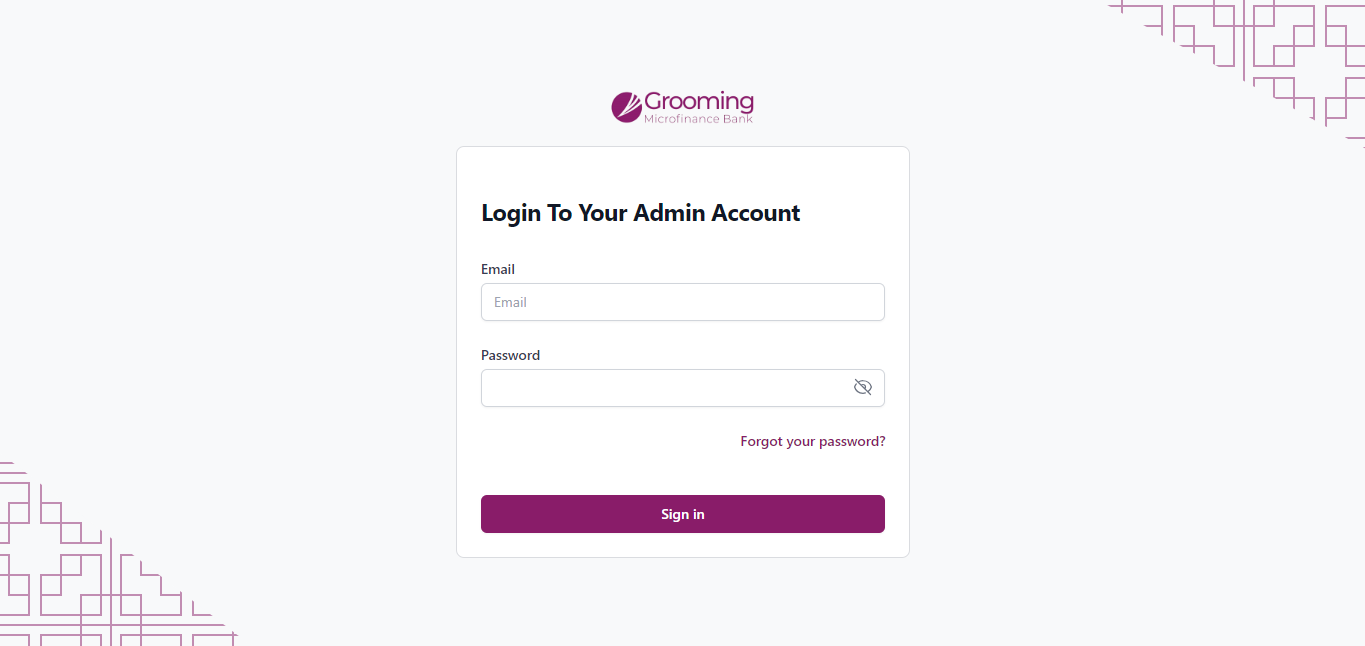 Grooming
Microfinance Bank
Login To Your Admin Account
Email
Email
Password
Forgot your password?
Sign in